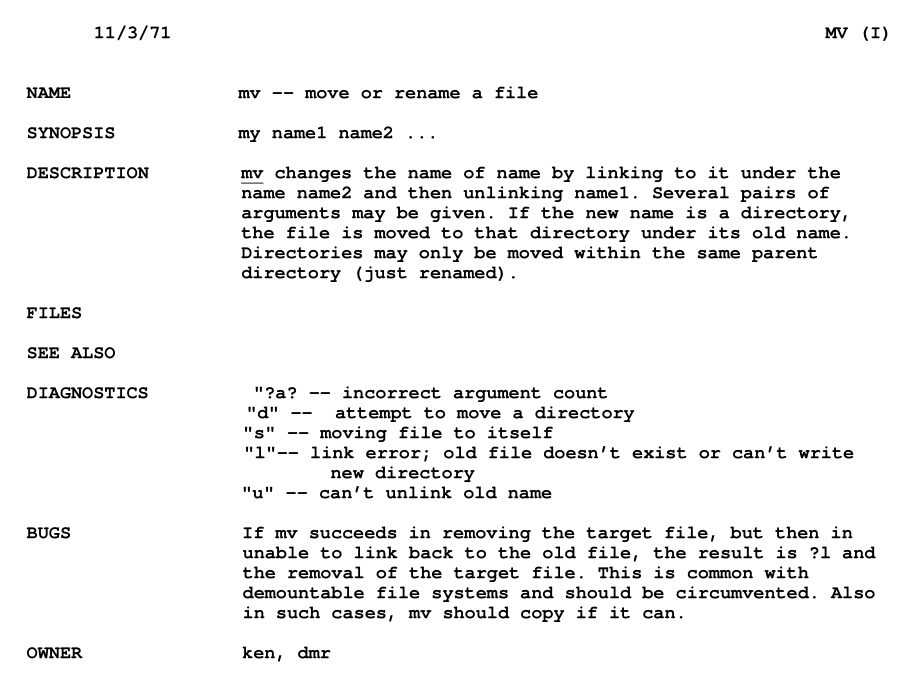 11/3/71 MV (I)
NAME mv -- move or rename a file
SYNOPSIS my name1 name2 ...
DESCRIPTION mv changes the name of name by linking to it under the
name name2 and then unlinking name1. Several pairs of
arguments may be given. If the new name is a directory,
the file is moved to that directory under its old name.
Directories may only be moved within the same parent
directory (just renamed).
FILES
SEE ALSO
DIAGNOSTICS "?a? -- incorrect argument count
"d" -- attempt to move a directory
"s" -- moving file to itself
"l"-- link error; old file doesn't exist or can't write
new directory
"u" -- can't unlink old name
BUGS If mv succeeds in removing the target file, but then in
unable to link back to the old file, the result is ?l and
the removal of the target file. This is common with
demountable file systems and should be circumvented. Also
in such cases, mv should copy if it can.
OWNER ken, dmr